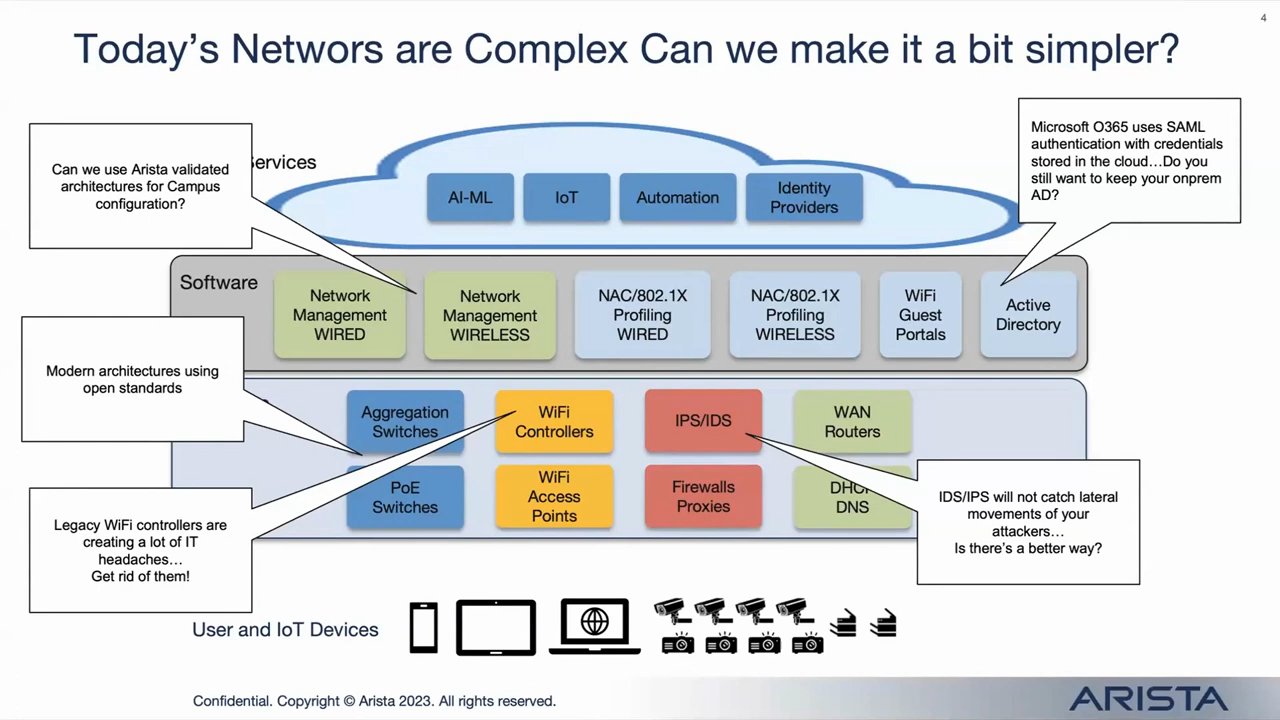 4
Today's Networs are Complex Can we make it a bit simpler?
Can we use Arista validated
architectures for Campus
configuration?
Services
AI-ML
IoT
Automation
Identity
Providers
Microsoft O365 uses SAML
authentication with credentials
stored in the cloud...Do you
still want to keep your onprem
AD?
Software
Network
Management
WIRED
Network
Management
WIRELESS
NAC/802.1X
Profiling
WIRED
NAC/802.1X
Profiling
WIRELESS
WiFi
Guest
Portals
Active
Directory
Modern architectures using
open standards
Aggregation
Switches
WiFi
Controllers
IPS/IDS
WAN
Routers
PoE
Switches
WiFi
Access
Points
Firewalls
Proxies
DNS
Legacy WiFi controllers are
creating a lot of IT
headaches...
Get rid of them!
IDS/IPS will not catch lateral
movements of your
attackers...
Is there's a better way?
User and IoT Devices
Confidential. Copyright © Arista 2023. All rights reserved.
ARISTA